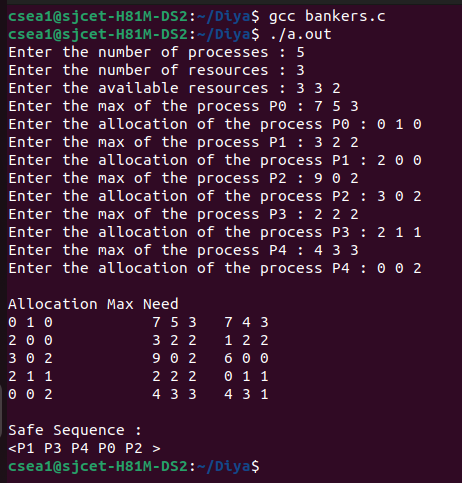 csea1@sjcet-H81M-DS2:~/Diya$ gcc bankers.c
csea1@sjcet-H81M-DS2:~/Diya$ ./a.out
Enter the number of processes : 5
Enter the number of resources : 3
Enter the available resources : 3 3 2
Enter the max of the process P0 : 7 5 3
Enter the allocation of the process P0 : 0 1 0
Enter the max of the process P1 : 3 2 2
Enter the allocation of the process P1 : 2 0 0
Enter the max of the process P2 : 9 0 2
Enter the allocation of the process P2 : 3 0 2
Enter the max of the process P3 : 2 2 2
Enter the allocation of the process P3 : 2 1 1
Enter the max of the process P4 : 4 3 3
Enter the allocation of the process P4 : 0 0 2
Allocation Max Need
0 1 0 7 5 3 7 4 3
2 0 0 3 2 2 1 2 2
3 0 2 9 0 2 6 0 0
2 1 1 2 2 2 0 1 1
0 0 2 4 3 3 4 3 1
Safe Sequence :
<P1 P3 P4 P0 P2 >
csea1@sjcet-H81M-DS2:~/Diya$